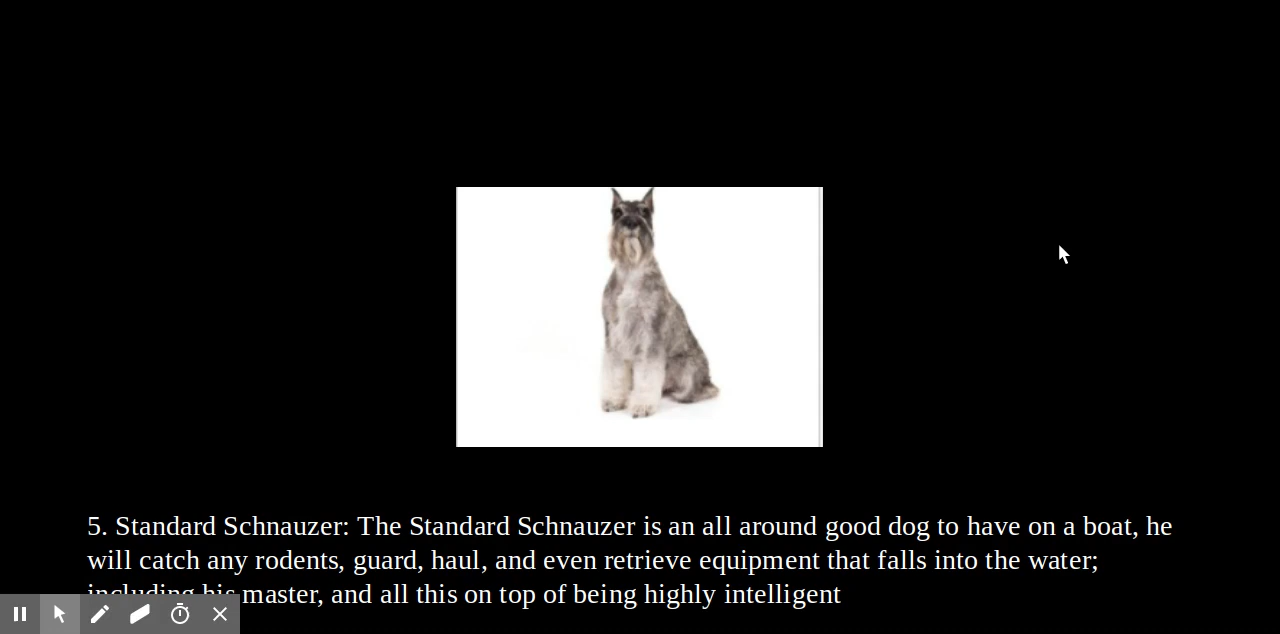 5. Standard Schnauzer: The Standard Schnauzer is an all around good dog to have on a boat, he
will catch any rodents, guard, haul, and even retrieve equipment that falls into the water;
including his master, and all this on top of being highly intelligent